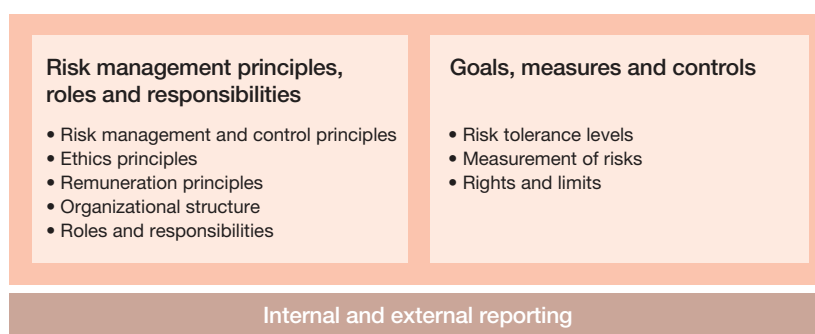 Risk management principles,
roles and responsibilities
• Risk management and control principles
• Ethics principles
• Remuneration principles
• Organizational structure
• Roles and responsibilities
Goals, measures and controls
• Risk tolerance levels
• Measurement of risks
• Rights and limits
Internal and external reporting